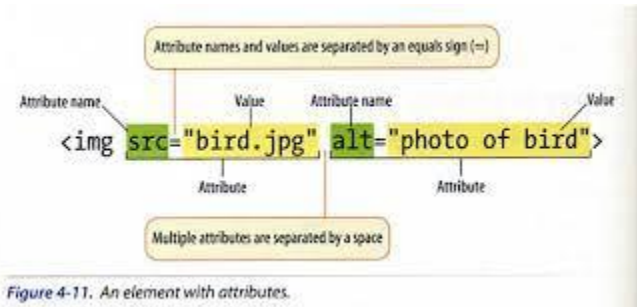 Attribute names and values are separated by an equals sign (=)
Attribute name Value Attribute name Value
<img src="bird.jpg" alt="photo of bird">
Attribute Attribute
Multiple attributes are separated by a space
Figure 4-11. An element with attributes.